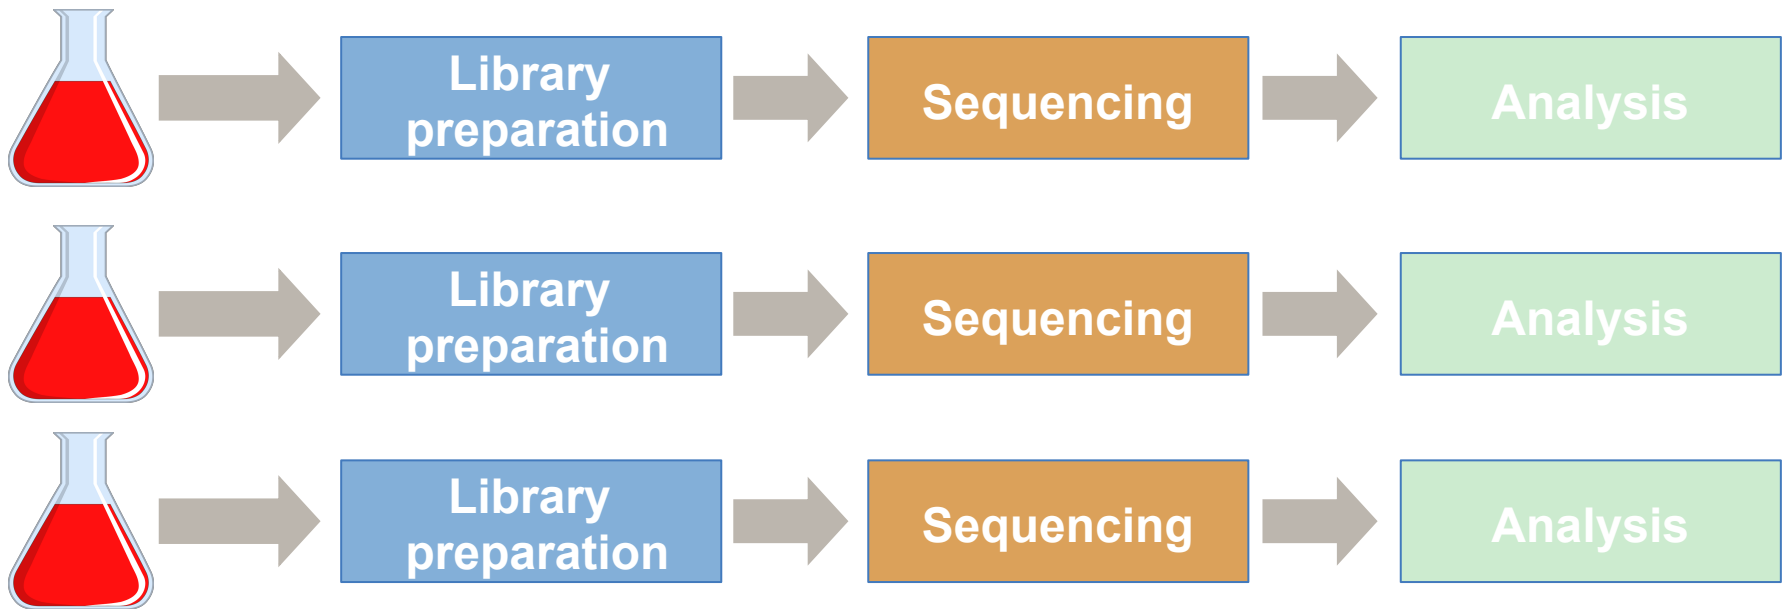 Library
preparation
Sequencing
Analysis
Library
preparation
Sequencing
Analysis
Library
preparation
Sequencing
Analysis